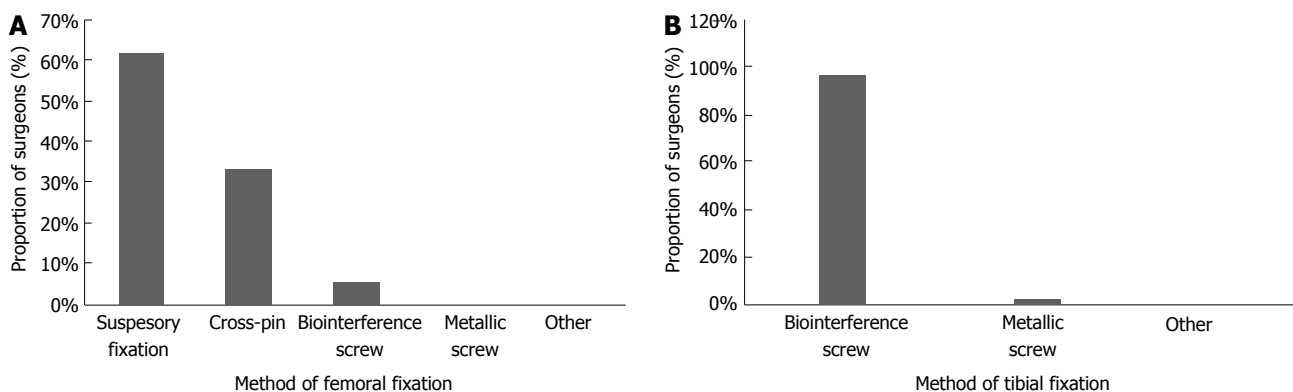 A
Proportion of surgeons (%)
70%
60%
50%
40%
30%
20%
10%
0%
Suspesory
fixation
Cross-pin
Biointerference
screw
Metallic
screw
Other
Method of femoral fixation
B
Proportion of surgeons (%)
120%
100%
80%
60%
40%
20%
0%
Biointerference
screw
Metallic
screw
Other
Method of tibial fixation